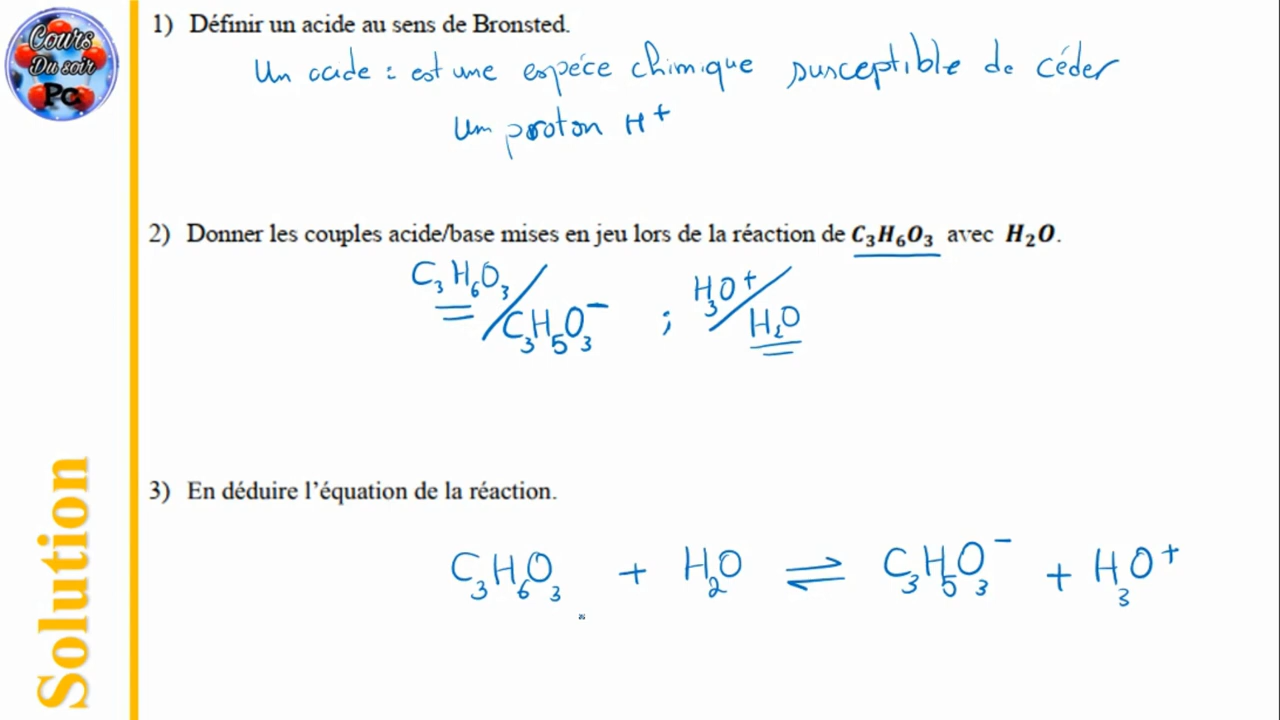 Cours
Du soir
PC
1) Définir un acide au sens de Bronsted.
Un acide : est une espéce chimique susceptible de céder
un proton H⁺
2) Donner les couples acide/base mises en jeu lors de la réaction de C₃H₆O₃ avec H₂O.
C₃H₆O₃/C₃H₅O₃⁻ ; H₃O⁺/H₂O
3) En déduire l’équation de la réaction.
C₃H₆O₃ + H₂O ⇌ C₃H₅O₃⁻ + H₃O⁺
Solution